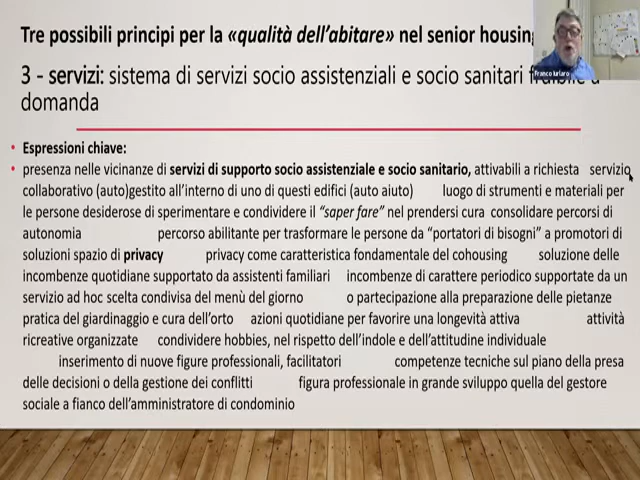 Tre possibili principi per la «qualità dell'abitare» nel senior housing
3 - servizi: sistema di servizi socio assistenziali e socio sanitari fruibile a
domanda
Franco Iurlaro
• Espressioni chiave:
• presenza nelle vicinanze di servizi di supporto socio assistenziale e socio sanitario, attivabili a richiesta servizio
collaborativo (auto)gestito all'interno di uno di questi edifici (auto aiuto) luogo di strumenti e materiali per
le persone desiderose di sperimentare e condividere il "saper fare" nel prendersi cura consolidare percorsi di
autonomia percorso abilitante per trasformare le persone da "portatori di bisogni" a promotori di
soluzioni spazio di privacy privacy come caratteristica fondamentale del cohousing soluzione delle
incombenze quotidiane supportato da assistenti familiari incombenze di carattere periodico supportate da un
servizio ad hoc scelta condivisa del menù del giorno o partecipazione alla preparazione delle pietanze
pratica del giardinaggio e cura dell'orto azioni quotidiane per favorire una longevità attiva attività
ricreative organizzate condividere hobbies, nel rispetto dell'indole e dell'attitudine individuale
inserimento di nuove figure professionali, facilitatori competenze tecniche sul piano della presa
delle decisioni o della gestione dei conflitti figura professionale in grande sviluppo quella del gestore
sociale a fianco dell'amministratore di condominio